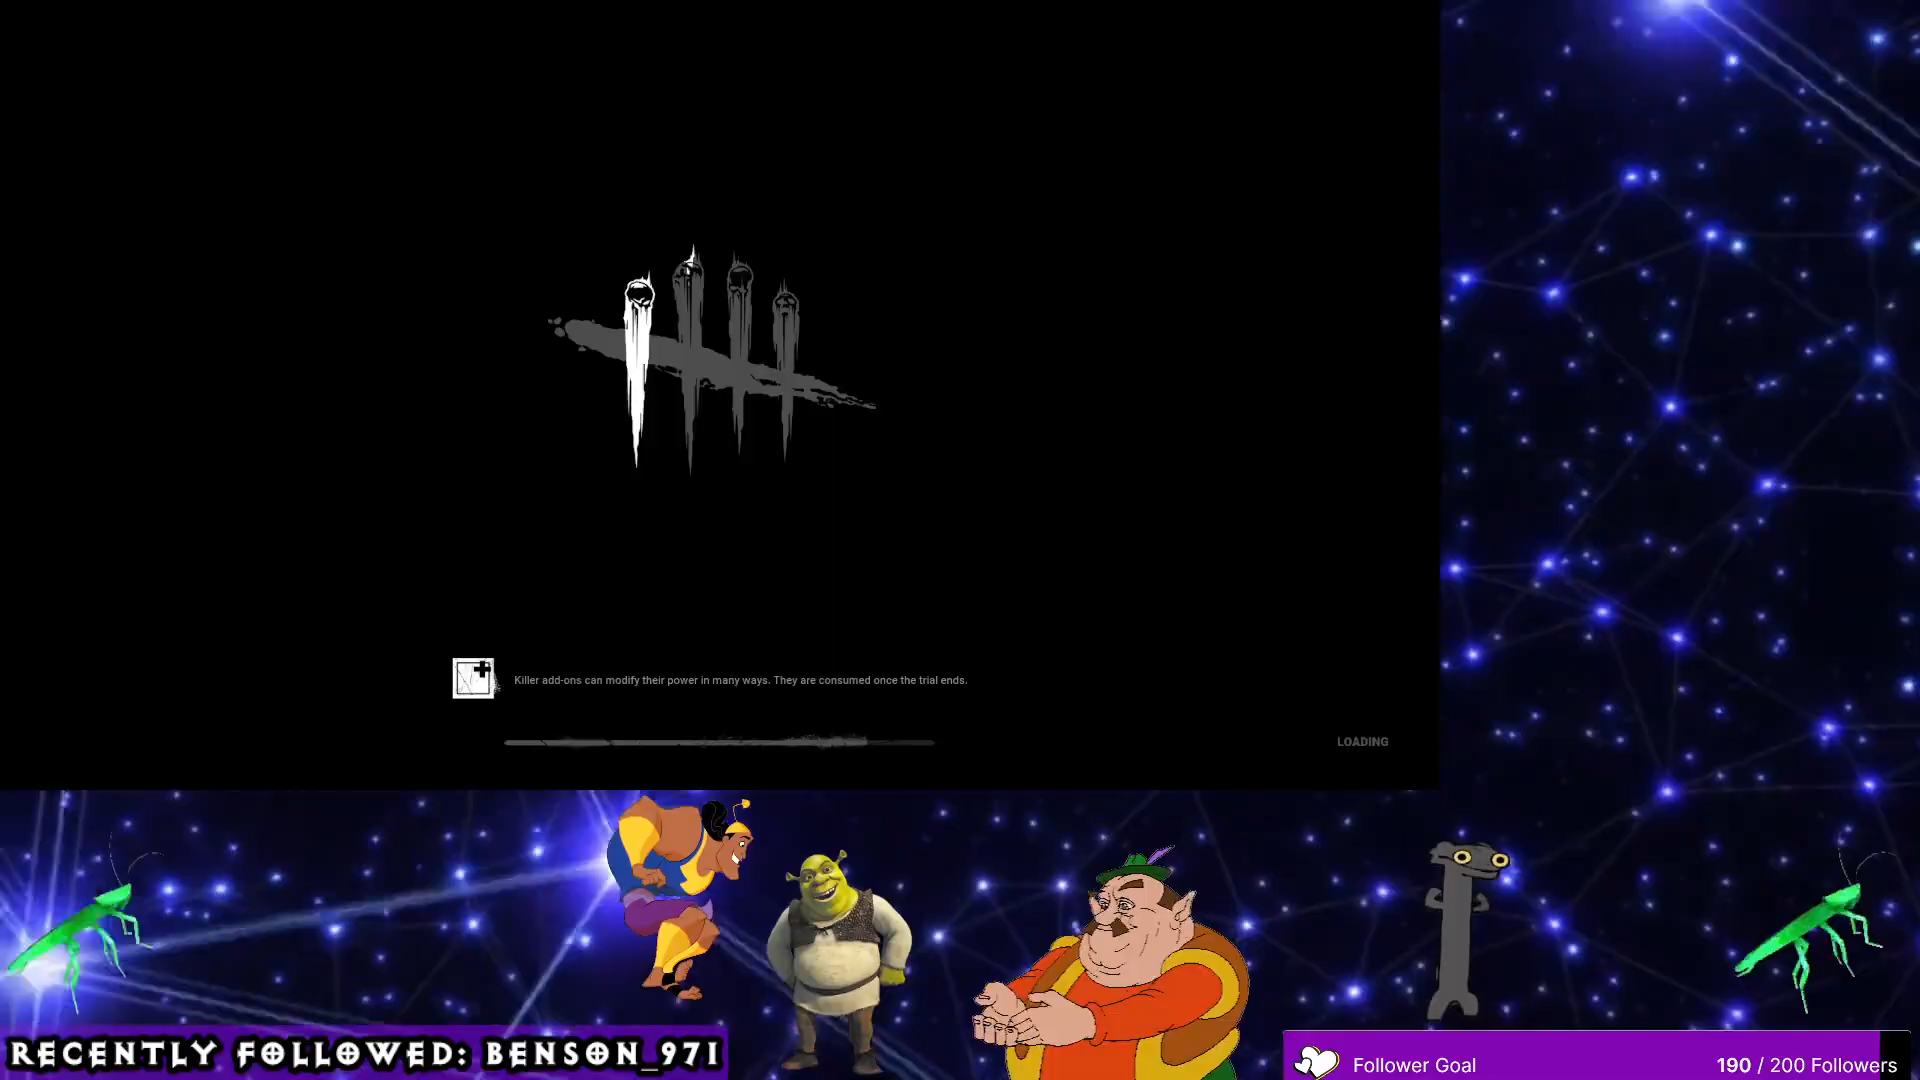 Killer add-ons can modify their power in many ways. They are consumed once the trial ends.
LOADING
RECENTLY FOLLOWED: BENSON_971
Follower Goal
190 / 200 Followers